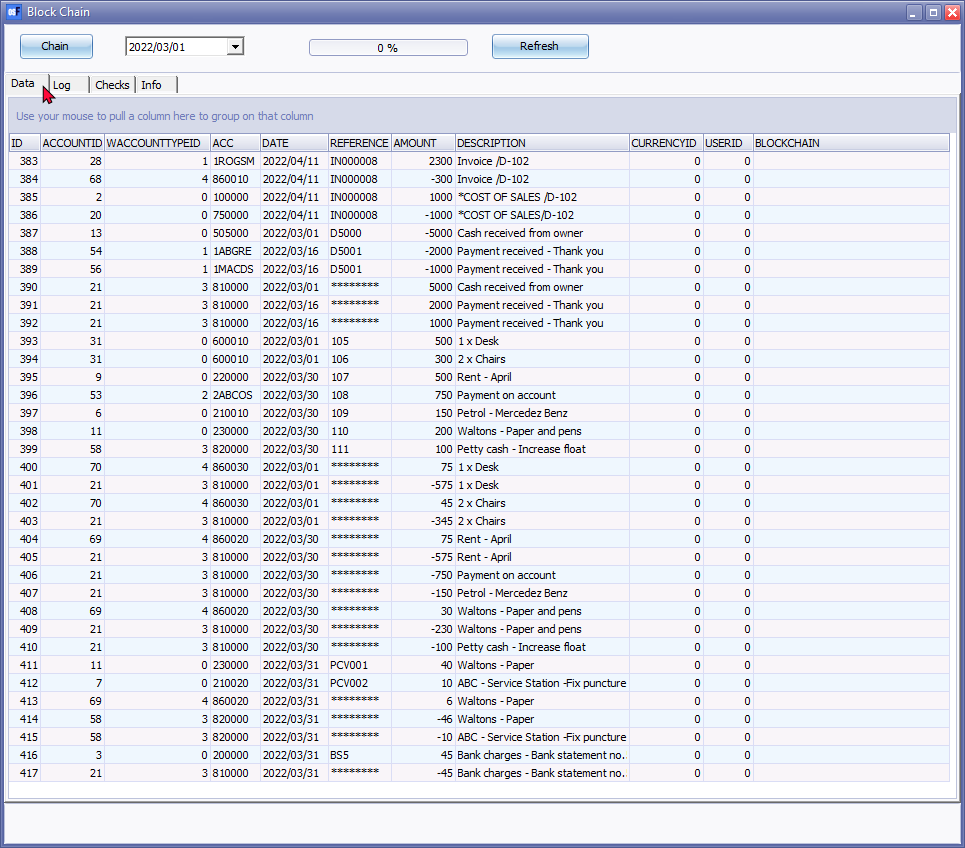 Block Chain
Chain 2022/03/01 0 % Refresh
Data Log Checks Info
Use your mouse to pull a column here to group on that column
ID ACCOUNTID WACCOUNTTYPEID ACC DATE REFERENCE AMOUNT DESCRIPTION CURRENCYID USERID BLOCKCHAIN
383 28 1 1ROGSM 2022/04/11 IN000008 2300 Invoice /D-102 0 0
384 68 4 860010 2022/04/11 IN000008 -300 Invoice /D-102 0 0
385 2 0 100000 2022/04/11 IN000008 1000 *COST OF SALES /D-102 0 0
386 20 0 750000 2022/04/11 IN000008 -1000 *COST OF SALES/D-102 0 0
387 13 0 505000 2022/03/01 D5000 -5000 Cash received from owner 0 0
388 54 1 1ABGRE 2022/03/16 D5001 -2000 Payment received - Thank you 0 0
389 56 1 1MACDS 2022/03/16 D5001 -1000 Payment received - Thank you 0 0
390 21 3 810000 2022/03/01 ******** 5000 Cash received from owner 0 0
391 21 3 810000 2022/03/16 ******** 2000 Payment received - Thank you 0 0
392 21 3 810000 2022/03/16 ******** 1000 Payment received - Thank you 0 0
393 31 0 600010 2022/03/01 105 500 1 x Desk 0 0
394 31 0 600010 2022/03/01 106 300 2 x Chairs 0 0
395 9 0 220000 2022/03/30 107 500 Rent - April 0 0
396 53 2 2ABCOS 2022/03/30 108 750 Payment on account 0 0
397 6 0 210010 2022/03/30 109 150 Petrol - Mercedez Benz 0 0
398 11 0 230000 2022/03/30 110 200 Waltons - Paper and pens 0 0
399 58 3 820000 2022/03/30 111 100 Petty cash - Increase float 0 0
400 70 4 860030 2022/03/01 ******** 75 1 x Desk 0 0
401 21 3 810000 2022/03/01 ******** -575 1 x Desk 0 0
402 70 4 860030 2022/03/01 ******** 45 2 x Chairs 0 0
403 21 3 810000 2022/03/01 ******** -345 2 x Chairs 0 0
404 69 4 860020 2022/03/30 ******** 75 Rent - April 0 0
405 21 3 810000 2022/03/30 ******** -575 Rent - April 0 0
406 21 3 810000 2022/03/30 ******** -750 Payment on account 0 0
407 21 3 810000 2022/03/30 ******** -150 Petrol - Mercedez Benz 0 0
408 69 4 860020 2022/03/30 ******** 30 Waltons - Paper and pens 0 0
409 21 3 810000 2022/03/30 ******** -230 Waltons - Paper and pens 0 0
410 21 3 810000 2022/03/30 ******** -100 Petty cash - Increase float 0 0
411 11 0 230000 2022/03/31 PCV001 40 Waltons - Paper 0 0
412 7 0 210020 2022/03/31 PCV002 10 ABC - Service Station -Fix puncture 0 0
413 69 4 860020 2022/03/31 ******** 6 Waltons - Paper 0 0
414 58 3 820000 2022/03/31 ******** -46 Waltons - Paper 0 0
415 58 3 820000 2022/03/31 ******** -10 ABC - Service Station -Fix puncture 0 0
416 3 0 200000 2022/03/31 BS5 45 Bank charges - Bank statement no.. 0 0
417 21 3 810000 2022/03/31 ******** -45 Bank charges - Bank statement no.. 0 0